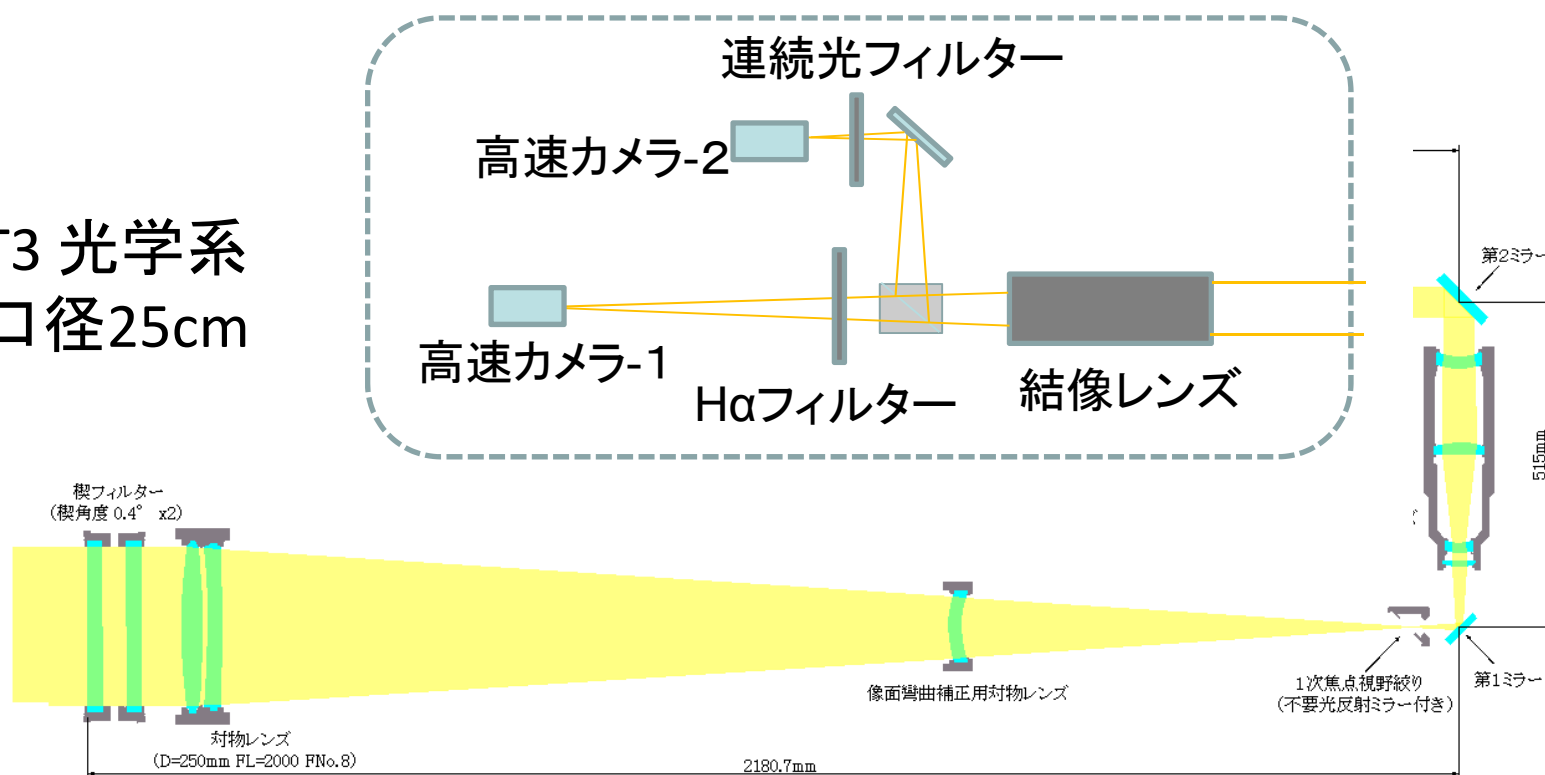 連続光フィルター
高速カメラ-2
T3 光学系
口径25cm
高速カメラ-1
Hαフィルター
結像レンズ
第2ミラー
515mm
楔フィルター
(楔角度 0.4° x2)
対物レンズ
(D=250mm FL=2000 FNo.8)
像面彎曲補正用対物レンズ
1次焦点視野絞り
(不要光反射ミラー付き)
第1ミラー
2180.7mm